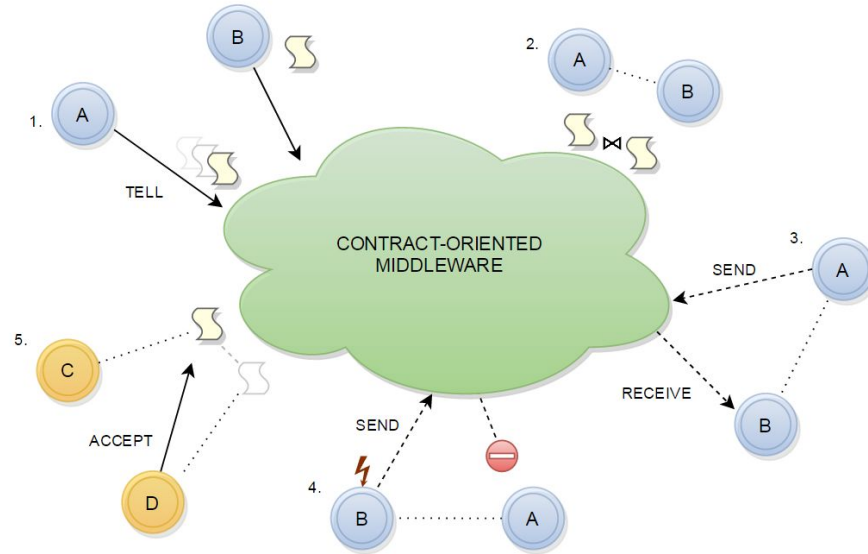 B
2.
A
B
1.
A
TELL
CONTRACT-ORIENTED
MIDDLEWARE
3.
A
SEND
5.
C
RECEIVE
B
ACCEPT
SEND
D
4.
B
A